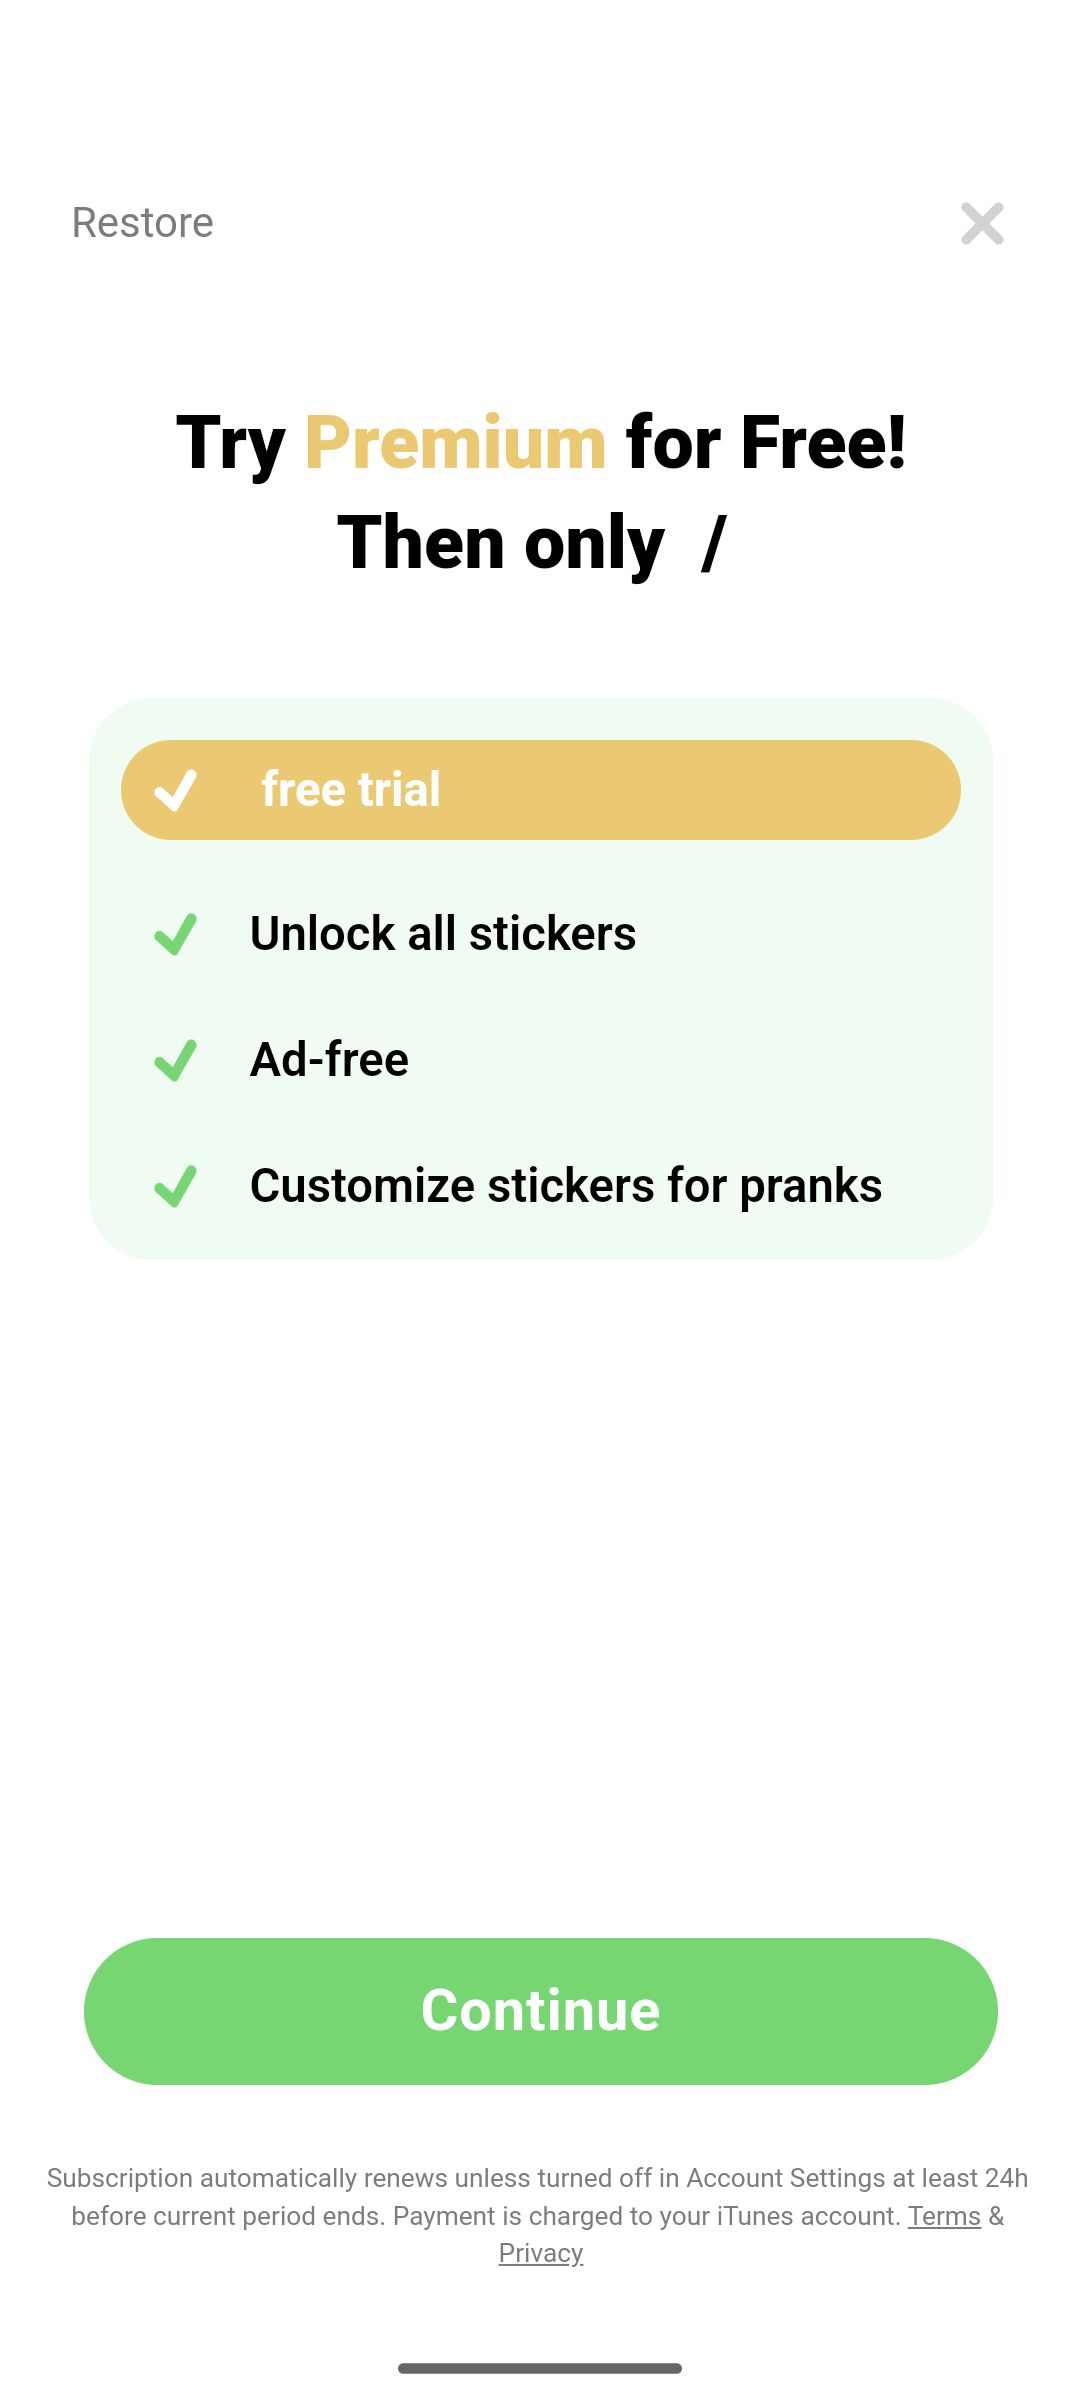 Restore
Try Premium for Free!
Then only /
free trial
Unlock all stickers
Ad-free
Customize stickers for pranks
Continue
Subscription automatically renews unless turned off in Account Settings at least 24h
before current period ends. Payment is charged to your iTunes account. Terms &
Privacy